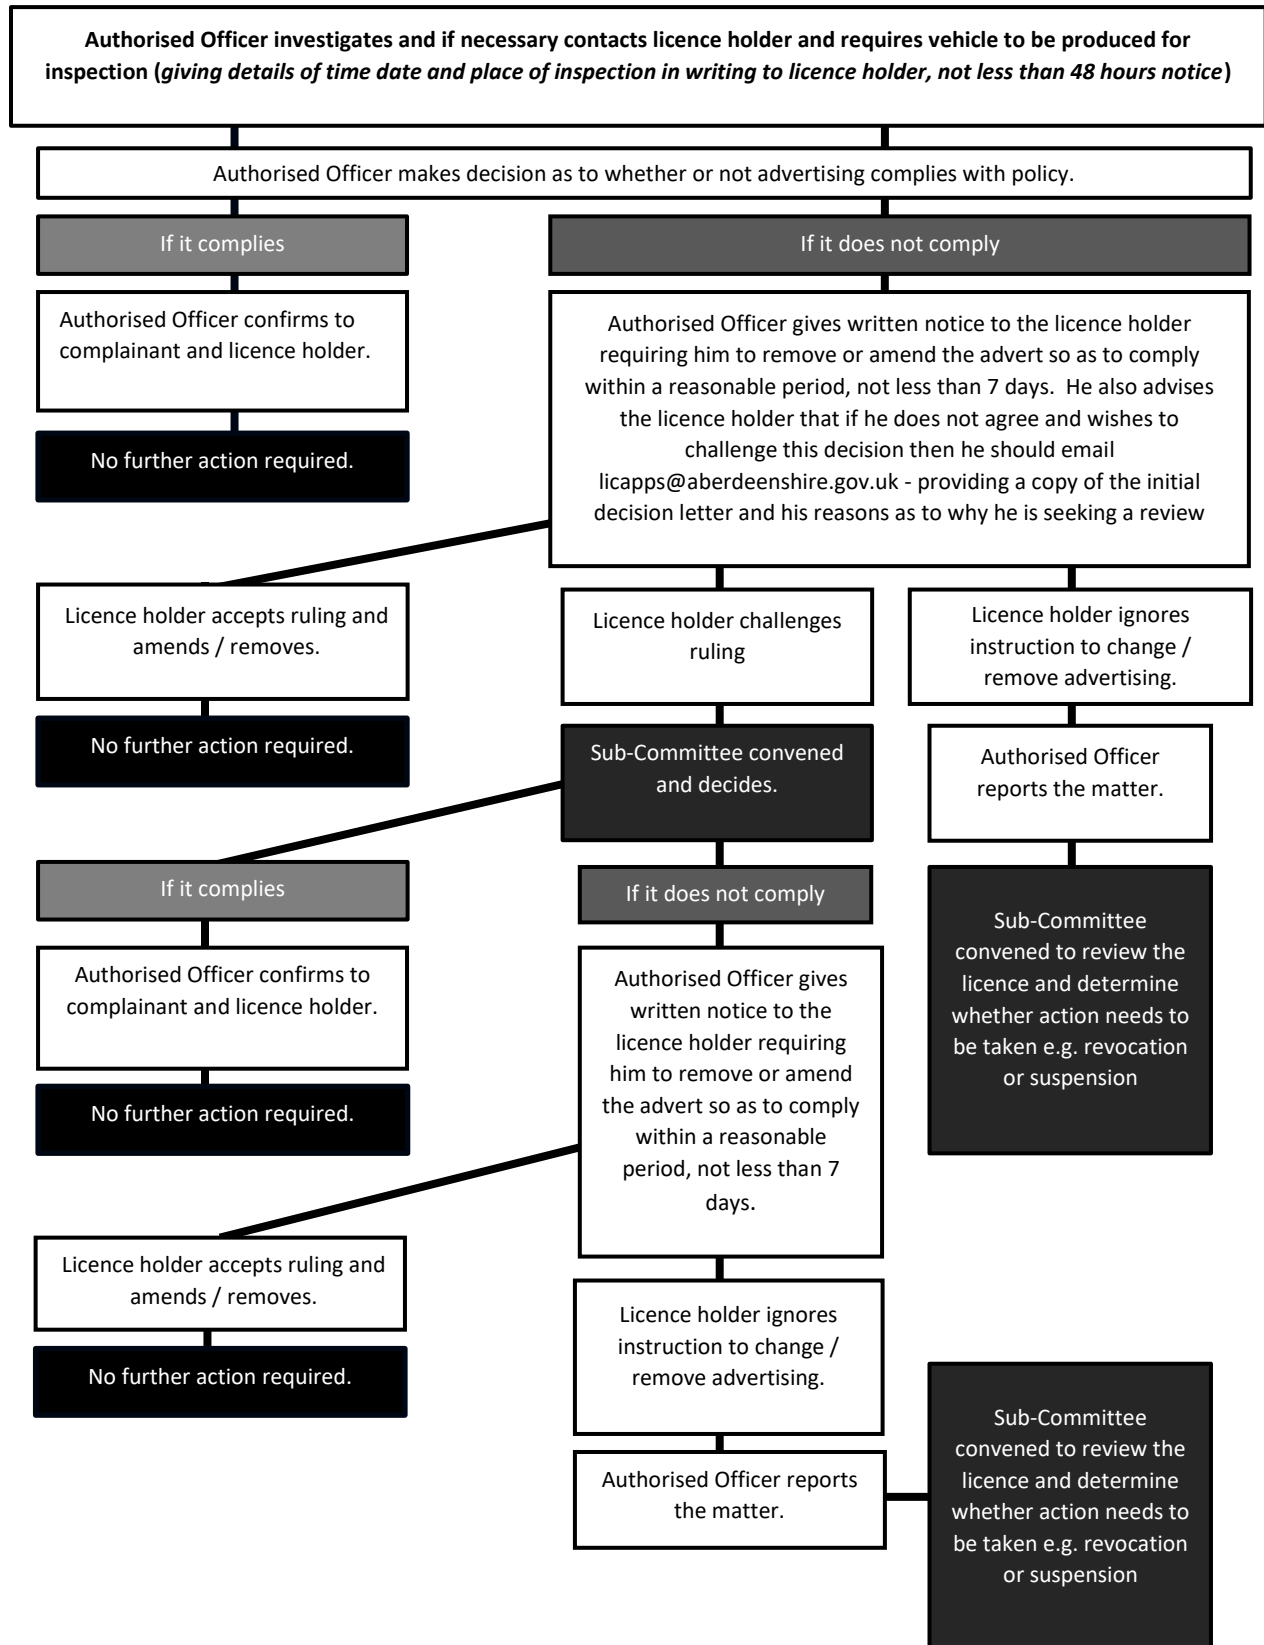 Authorised Officer investigates and if necessary contacts licence holder and requires vehicle to be produced for
inspection (giving details of time date and place of inspection in writing to licence holder, not less than 48 hours notice)
Authorised Officer makes decision as to whether or not advertising complies with policy.
If it complies
If it does not comply
Authorised Officer confirms to
complainant and licence holder.
No further action required.
Authorised Officer gives written notice to the licence holder
requiring him to remove or amend the advert so as to comply
within a reasonable period, not less than 7 days.  He also advises
the licence holder that if he does not agree and wishes to
challenge this decision then he should email
licapps@aberdeenshire.gov.uk - providing a copy of the initial
decision letter and his reasons as to why he is seeking a review
Licence holder accepts ruling and
amends / removes.
No further action required.
Licence holder challenges
ruling
Licence holder ignores
instruction to change /
remove advertising.
Sub-Committee convened
and decides.
Authorised Officer
reports the matter.
If it complies
If it does not comply
Sub-Committee
convened to review the
licence and determine
whether action needs to
be taken e.g. revocation
or suspension
Authorised Officer confirms to
complainant and licence holder.
No further action required.
Authorised Officer gives
written notice to the
licence holder requiring
him to remove or amend
the advert so as to comply
within a reasonable
period, not less than 7
days.
Licence holder accepts ruling and
amends / removes.
No further action required.
Licence holder ignores
instruction to change /
remove advertising.
Authorised Officer reports
the matter.
Sub-Committee
convened to review the
licence and determine
whether action needs to
be taken e.g. revocation
or suspension